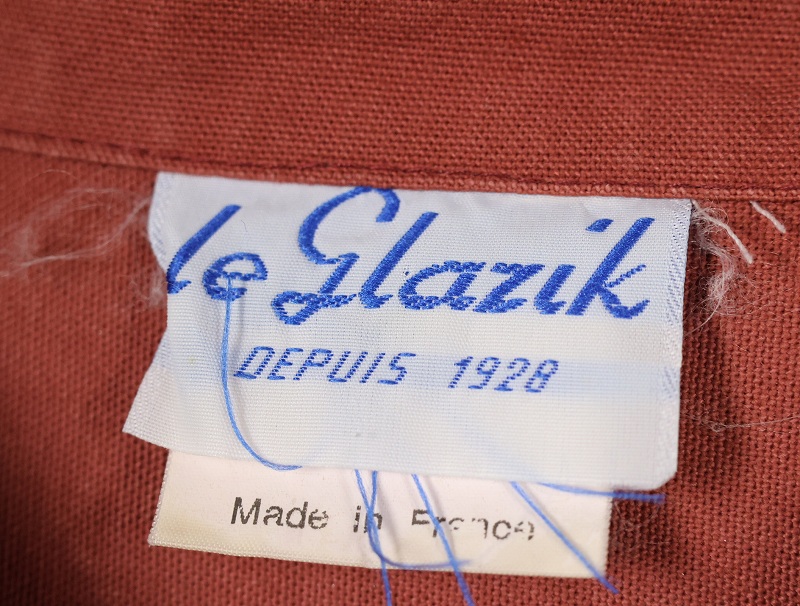 le Glazik
DEPUIS 1928
Made in France